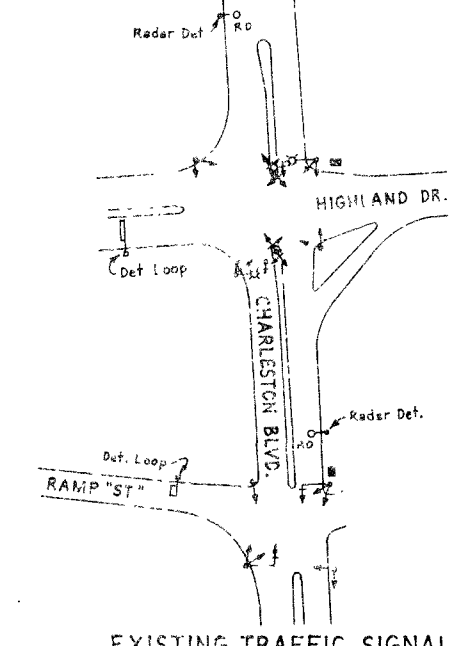 Radar Det
RD
HIGHLAND DR.
Det Loop
CHARLESTON BLVD.
Radar Det.
RD
Det. Loop
RAMP "ST"
EXISTING TRAFFIC SIGNAL